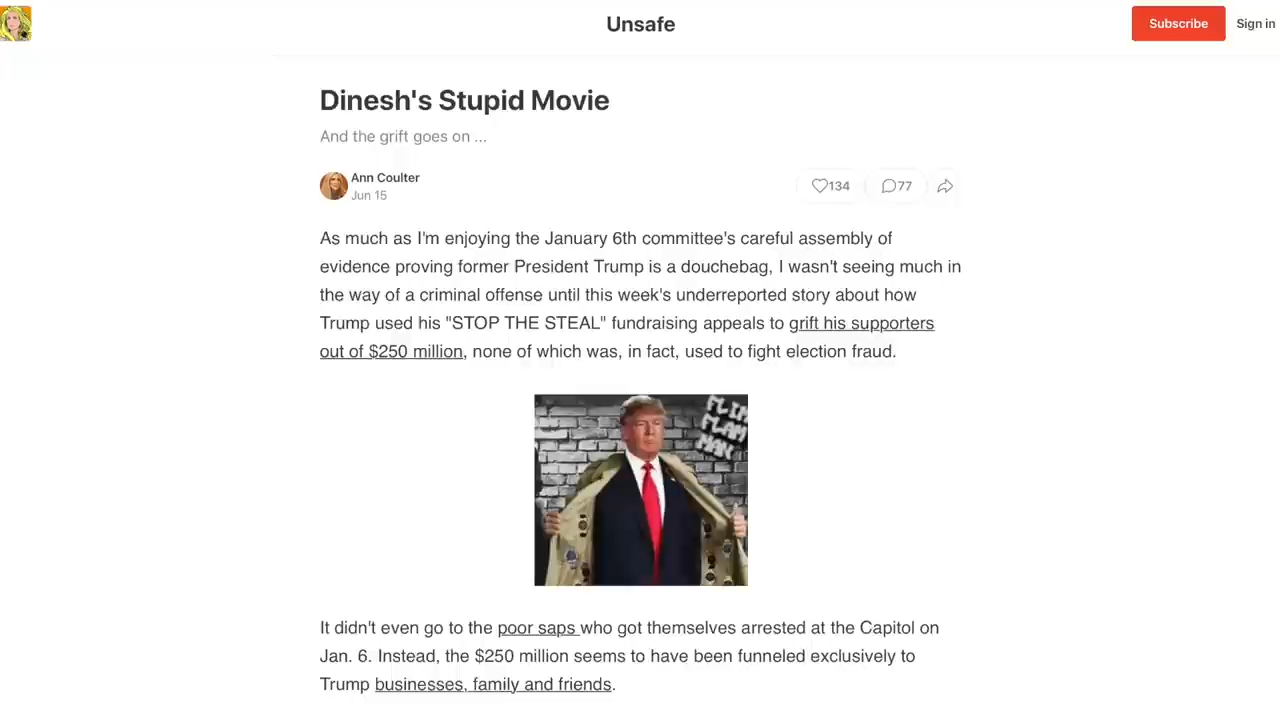 Unsafe
Subscribe
Sign in
Dinesh's Stupid Movie
And the grift goes on ...
Ann Coulter
Jun 15
134
77
As much as I'm enjoying the January 6th committee's careful assembly of
evidence proving former President Trump is a douchebag, I wasn't seeing much in
the way of a criminal offense until this week's underreported story about how
Trump used his "STOP THE STEAL" fundraising appeals to grift his supporters
out of $250 million, none of which was, in fact, used to fight election fraud.
FLIM
FLAM
MAN
It didn't even go to the poor saps who got themselves arrested at the Capitol on
Jan. 6. Instead, the $250 million seems to have been funneled exclusively to
Trump businesses, family and friends.